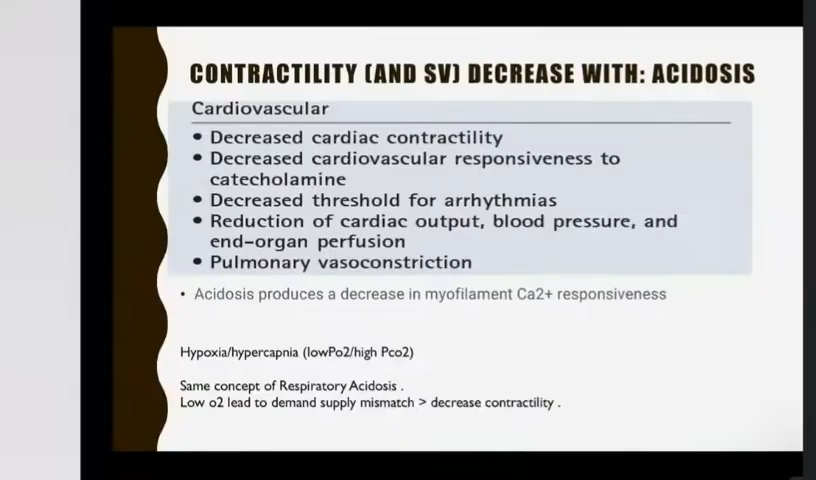 CONTRACTILITY (AND SV) DECREASE WITH: ACIDOSIS
Cardiovascular
• Decreased cardiac contractility
• Decreased cardiovascular responsiveness to
catecholamine
• Decreased threshold for arrhythmias
• Reduction of cardiac output, blood pressure, and
end-organ perfusion
• Pulmonary vasoconstriction
• Acidosis produces a decrease in myofilament Ca2+ responsiveness
Hypoxia/hypercapnia (lowPo2/high Pco2)
Same concept of Respiratory Acidosis .
Low o2 lead to demand supply mismatch > decrease contractility .